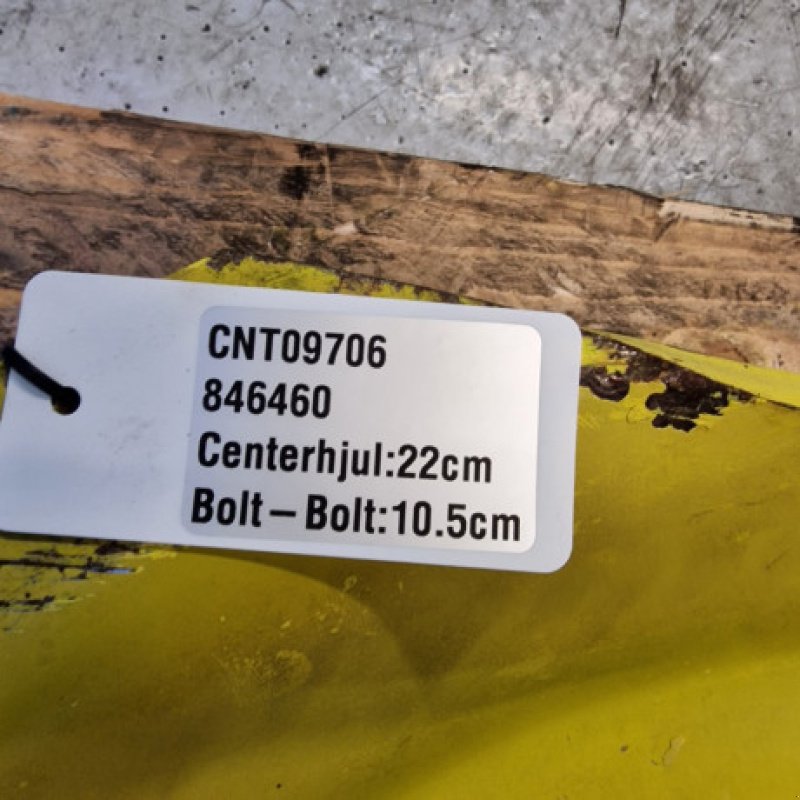 CNT09706
846460
Centerhjul:22cm
Bolt – Bolt:10.5cm